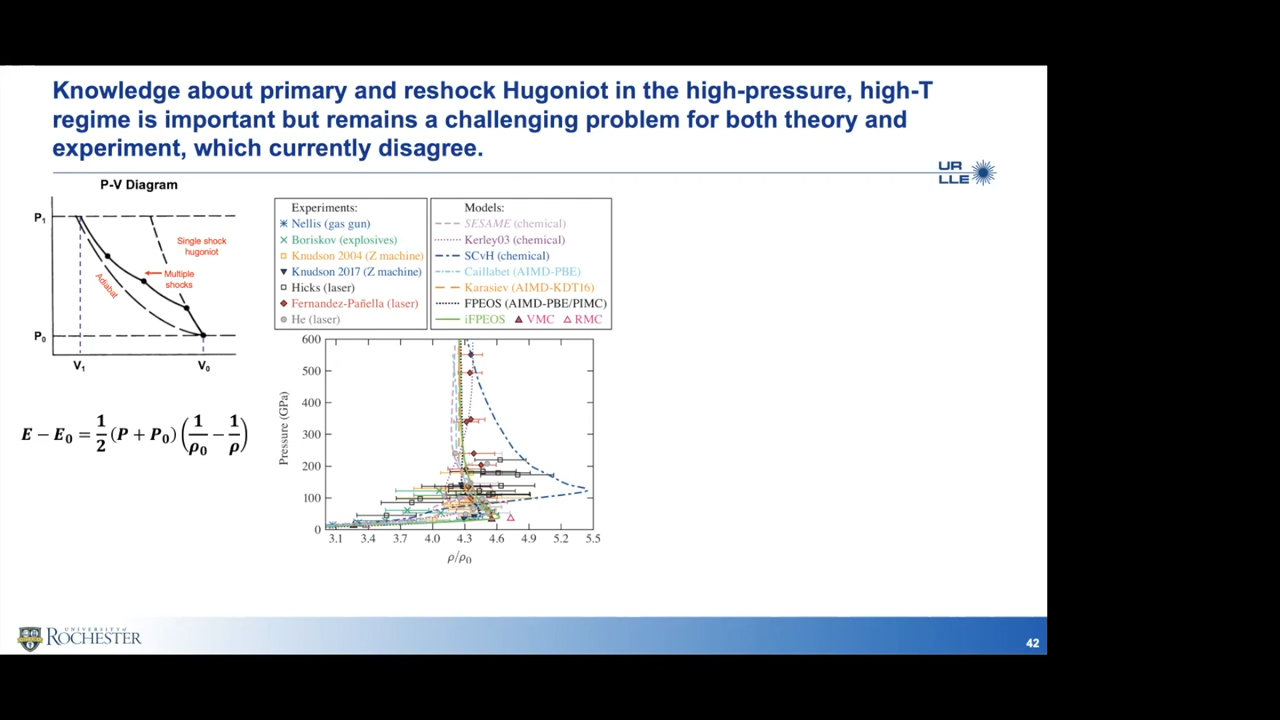 Knowledge about primary and reshock Hugoniot in the high-pressure, high-T
regime is important but remains a challenging problem for both theory and
experiment, which currently disagree.
UR
LLE
P-V Diagram
P₁
Single shock
hugoniot
Multiple
shocks
Adiabat
P₀
V₁
V₀
E − E₀ = 1/2 (P + P₀) (1/ρ₀ − 1/ρ)
Experiments:
Nellis (gas gun)
Boriskov (explosives)
Knudson 2004 (Z machine)
Knudson 2017 (Z machine)
Hicks (laser)
Fernandez-Pañella (laser)
He (laser)
Models:
SESAME (chemical)
Kerley03 (chemical)
SCvH (chemical)
Caillabet (AIMD-PBE)
Karasiev (AIMD-KDT16)
FPEOS (AIMD-PBE/PIMC)
iFPEOS VMC RMC
Pressure (GPa)
600
500
400
300
200
100
0
3.1 3.4 3.7 4.0 4.3 4.6 4.9 5.2 5.5
ρ/ρ₀
UNIVERSITY of
ROCHESTER
42